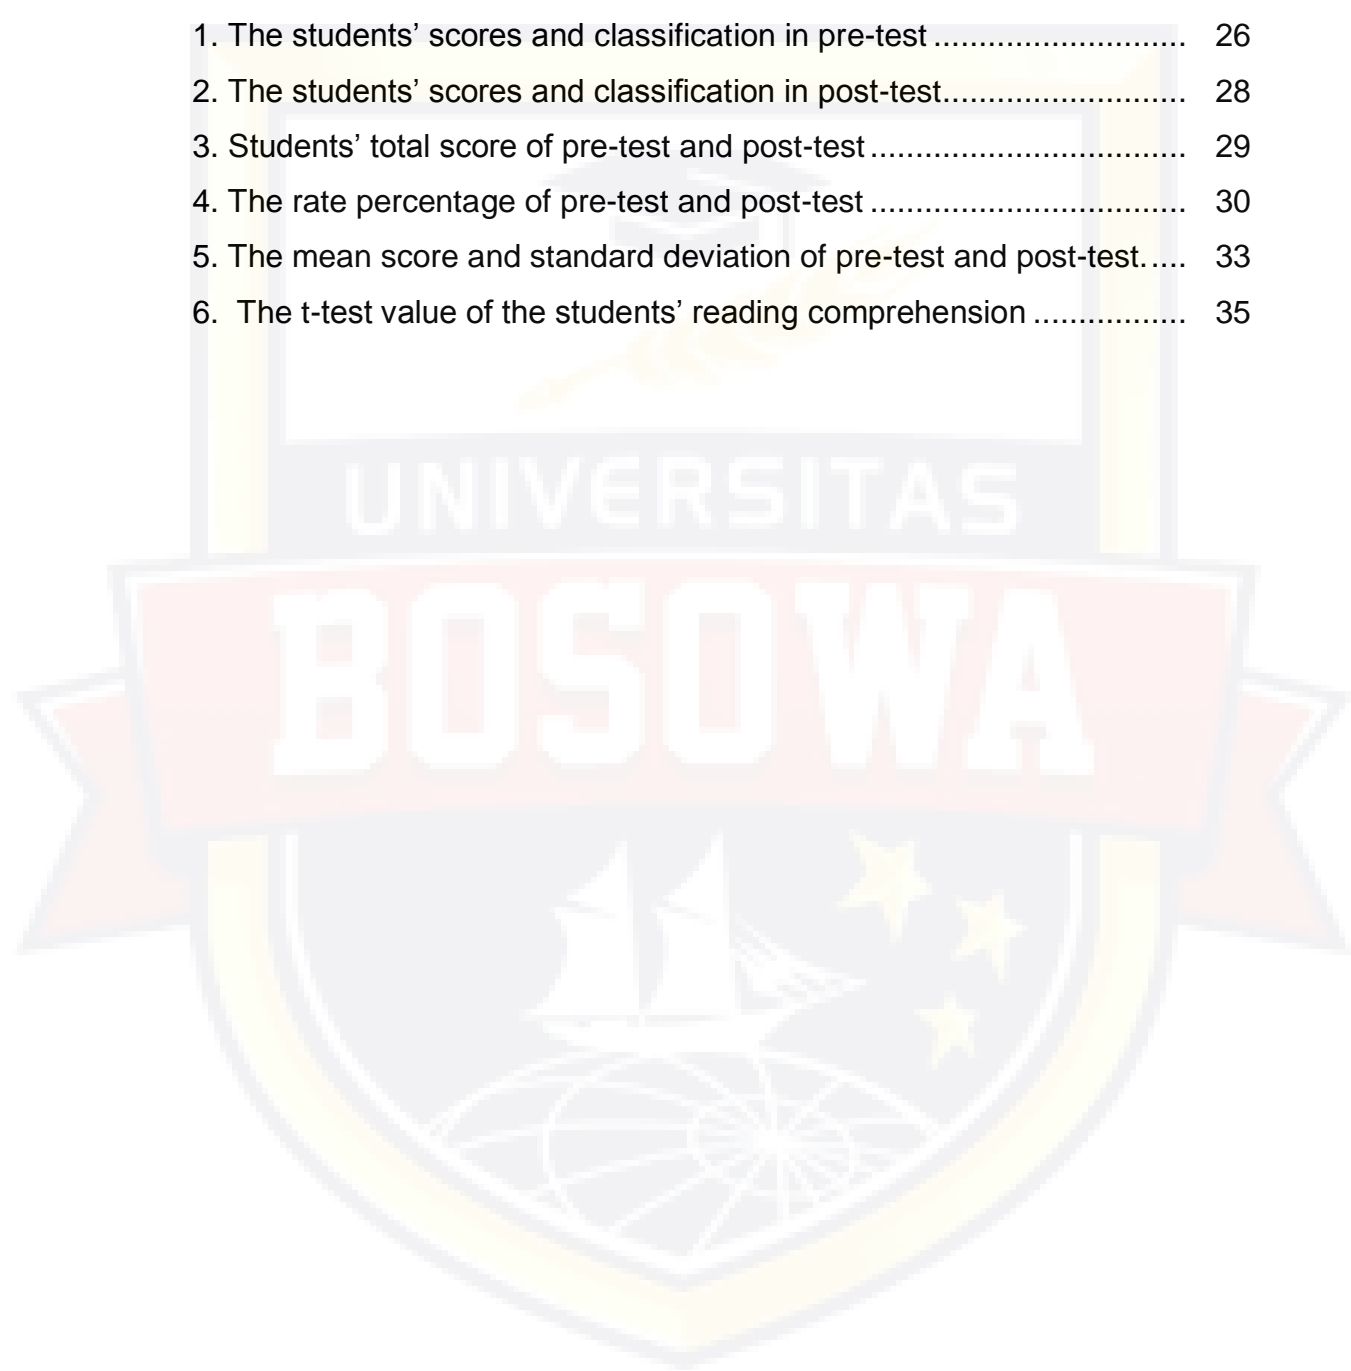 1. The students’ scores and classification in pre-test ............................ 26
2. The students’ scores and classification in post-test........................... 28
3. Students’ total score of pre-test and post-test ................................... 29
4. The rate percentage of pre-test and post-test ................................... 30
5. The mean score and standard deviation of pre-test and post-test..... 33
6.  The t-test value of the students’ reading comprehension ................. 35
UNIVERSITAS
BOSOWA